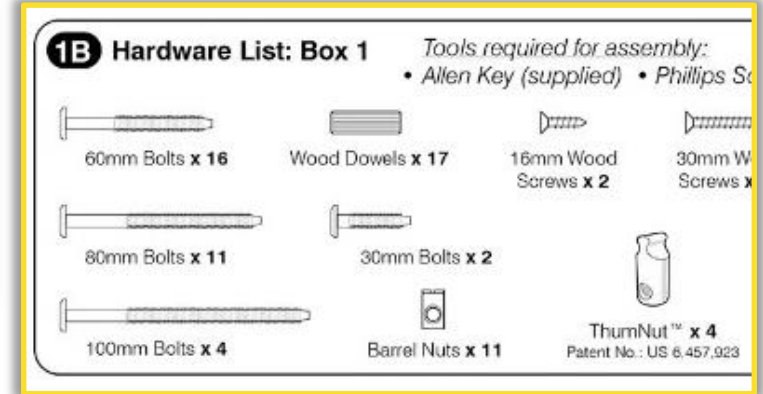 1B Hardware List: Box 1
Tools required for assembly:
• Allen Key (supplied) • Phillips
60mm Bolts x 16
Wood Dowels x 17
16mm Wood
Screws x 2
30mm
Screws x
80mm Bolts x 11
30mm Bolts x 2
100mm Bolts x 4
Barrel Nuts x 11
ThumNut™ x 4
Patent No.: US 6,457,923